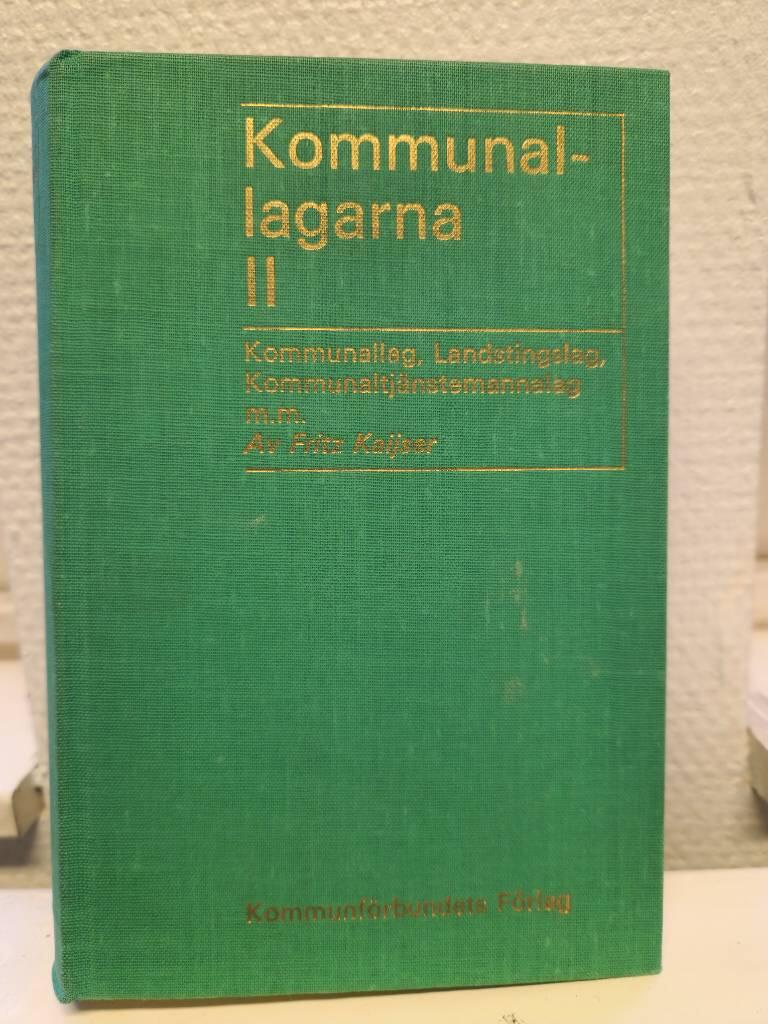 Kommunal-
lagarna
II
Kommunallag, Landstingslag,
Kommunaltjänstemannalag
m.m.
Av Fritz Kaijser
Kommunförbundets Förlag